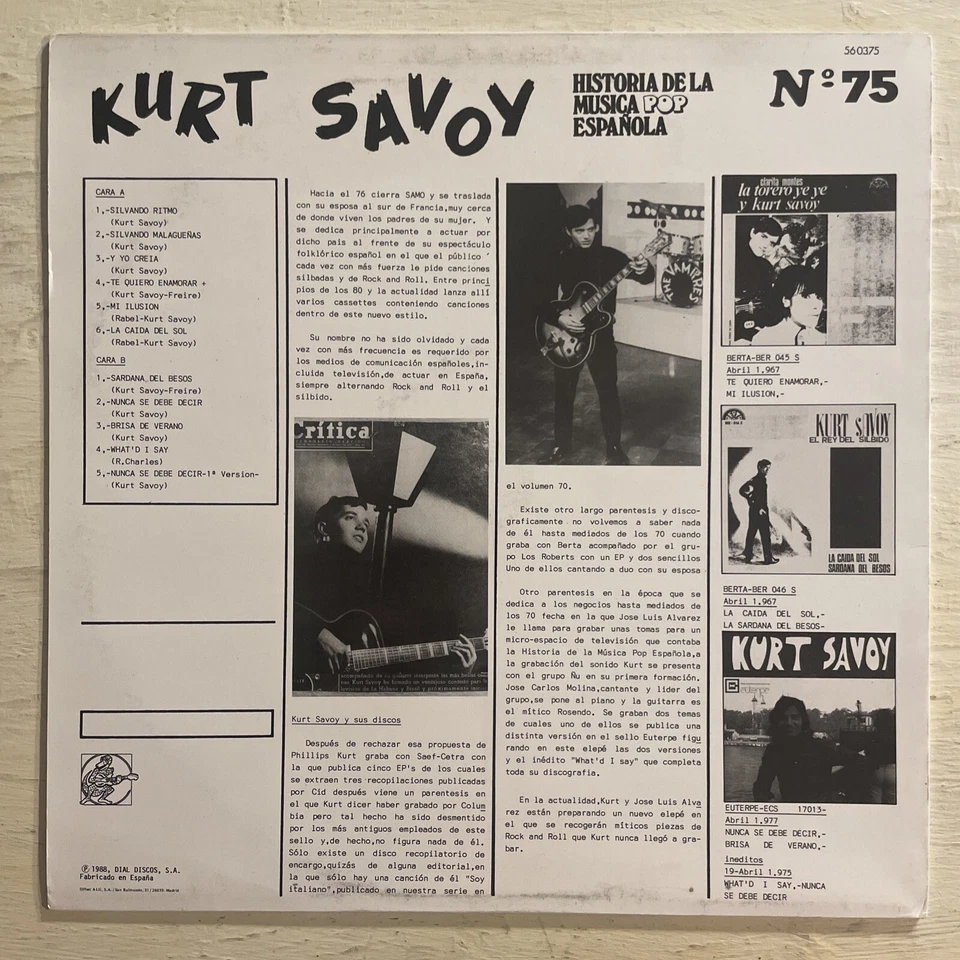 560375
KURT SAVOY
HISTORIA DE LA
MUSICA POP
ESPAÑOLA
Nº 75
CARA A
1,-SILVANDO RITMO
(Kurt Savoy)
2,-SILVANDO MALAGUEÑAS
(Kurt Savoy)
3,-Y YO CREIA
(Kurt Savoy)
4,-TE QUIERO ENAMORAR +
(Kurt Savoy-Freire)
5,-MI ILUSION
(Rabel-Kurt Savoy)
6,-LA CAIDA DEL SOL
(Rabel-Kurt Savoy)
CARA B
1,-SARDANA DEL BESOS
(Kurt Savoy-Freire)
2,-NUNCA SE DEBE DECIR
(Kurt Savoy)
3,-BRISA DE VERANO
(Kurt Savoy)
4,-WHAT'D I SAY
(R.Charles)
5,-NUNCA SE DEBE DECIR-1ª Version-
(Kurt Savoy)
℗ 1988, DIAL DISCOS, S.A.
Fabricado en España
Hacia el 76 cierra SAMO y se traslada
con su esposa al sur de Francia,muy cerca
de donde viven los padres de su mujer. Y
se dedica principalmente a actuar por
dicho país al frente de su espectáculo
folklórico español en el que el público
cada vez con más fuerza le pide canciones
silbadas y de Rock and Roll. Entre princi
pios de los 80 y la actualidad lanza allí
varios cassettes conteniendo canciones
dentro de este nuevo estilo.
Su nombre no ha sido olvidado y cada
vez con más frecuencia es requerido por
los medios de comunicación españoles,in-
cluida televisión,de actuar en España,
siempre alternando Rock and Roll y el
silbido.
Crítica
Kurt Savoy y sus discos
Después de rechazar esa propuesta de
Phillips Kurt graba con Saef-Cetra con
la que publica cinco EP's de los cuales
se extraen tres recopilaciones publicadas
por Cid después viene un parentesis en
el que Kurt dicer haber grabado por Colum
bia pero tal hecho ha sido desmentido
por los más antiguos empleados de este
sello y,de hecho,no figura nada de él.
Sólo existe un disco recopilatorio de
encargo,quizás de alguna editorial,en
la que sólo hay una canción de él "Soy
italiano",publicado en nuestra serie en
THE VAMPIRES
el volumen 70.
Existe otro largo parentesis y disco-
graficamente no volvemos a saber nada
de él hasta mediados de los 70 cuando
graba con Berta acompañado por el gru-
po Los Roberts con un EP y dos sencillos
Uno de ellos cantando a duo con su esposa
Otro parentesis en la época que se
dedica a los negocios hasta mediados de
los 70 fecha en la que Jose Luis Alvarez
le llama para grabar unas tomas para un
micro-espacio de televisión que contaba
la Historia de la Música Pop Española,a
la grabación del sonido Kurt se presenta
con el grupo Ñu en su primera formación.
Jose Carlos Molina,cantante y lider del
grupo,se pone al piano y la guitarra es
el mítico Rosendo. Se graban dos temas
de cuales uno de ellos se publica una
distinta versión en el sello Euterpe figu
rando en este elepé las dos versiones
y el inédito "What'd I say" que completa
toda su discografia.
En la actualidad,Kurt y Jose Luis Alva
rez están preparando un nuevo elepé en
el que se recogerán míticos piezas de
Rock and Roll que Kurt nunca llegó a gra-
bar.
clarita montes
la torero ye ye
y kurt savoy
BERTA-BER 045 S
Abril 1.967
TE QUIERO ENAMORAR,-
MI ILUSION,-
KURT SAVOY
EL REY DEL SILBIDO
LA CAIDA DEL SOL
SARDANA DEL BESOS
BERTA-BER 046 S
Abril 1.967
LA CAIDA DEL SOL,-
LA SARDANA DEL BESOS-
KURT SAVOY
euterpe
EUTERPE-ECS 17013-
Abril 1.977
NUNCA SE DEBE DECIR,-
BRISA DE VERANO,-
ineditos
19-Abril 1.975
WHAT'D I SAY,-NUNCA
SE DEBE DECIR